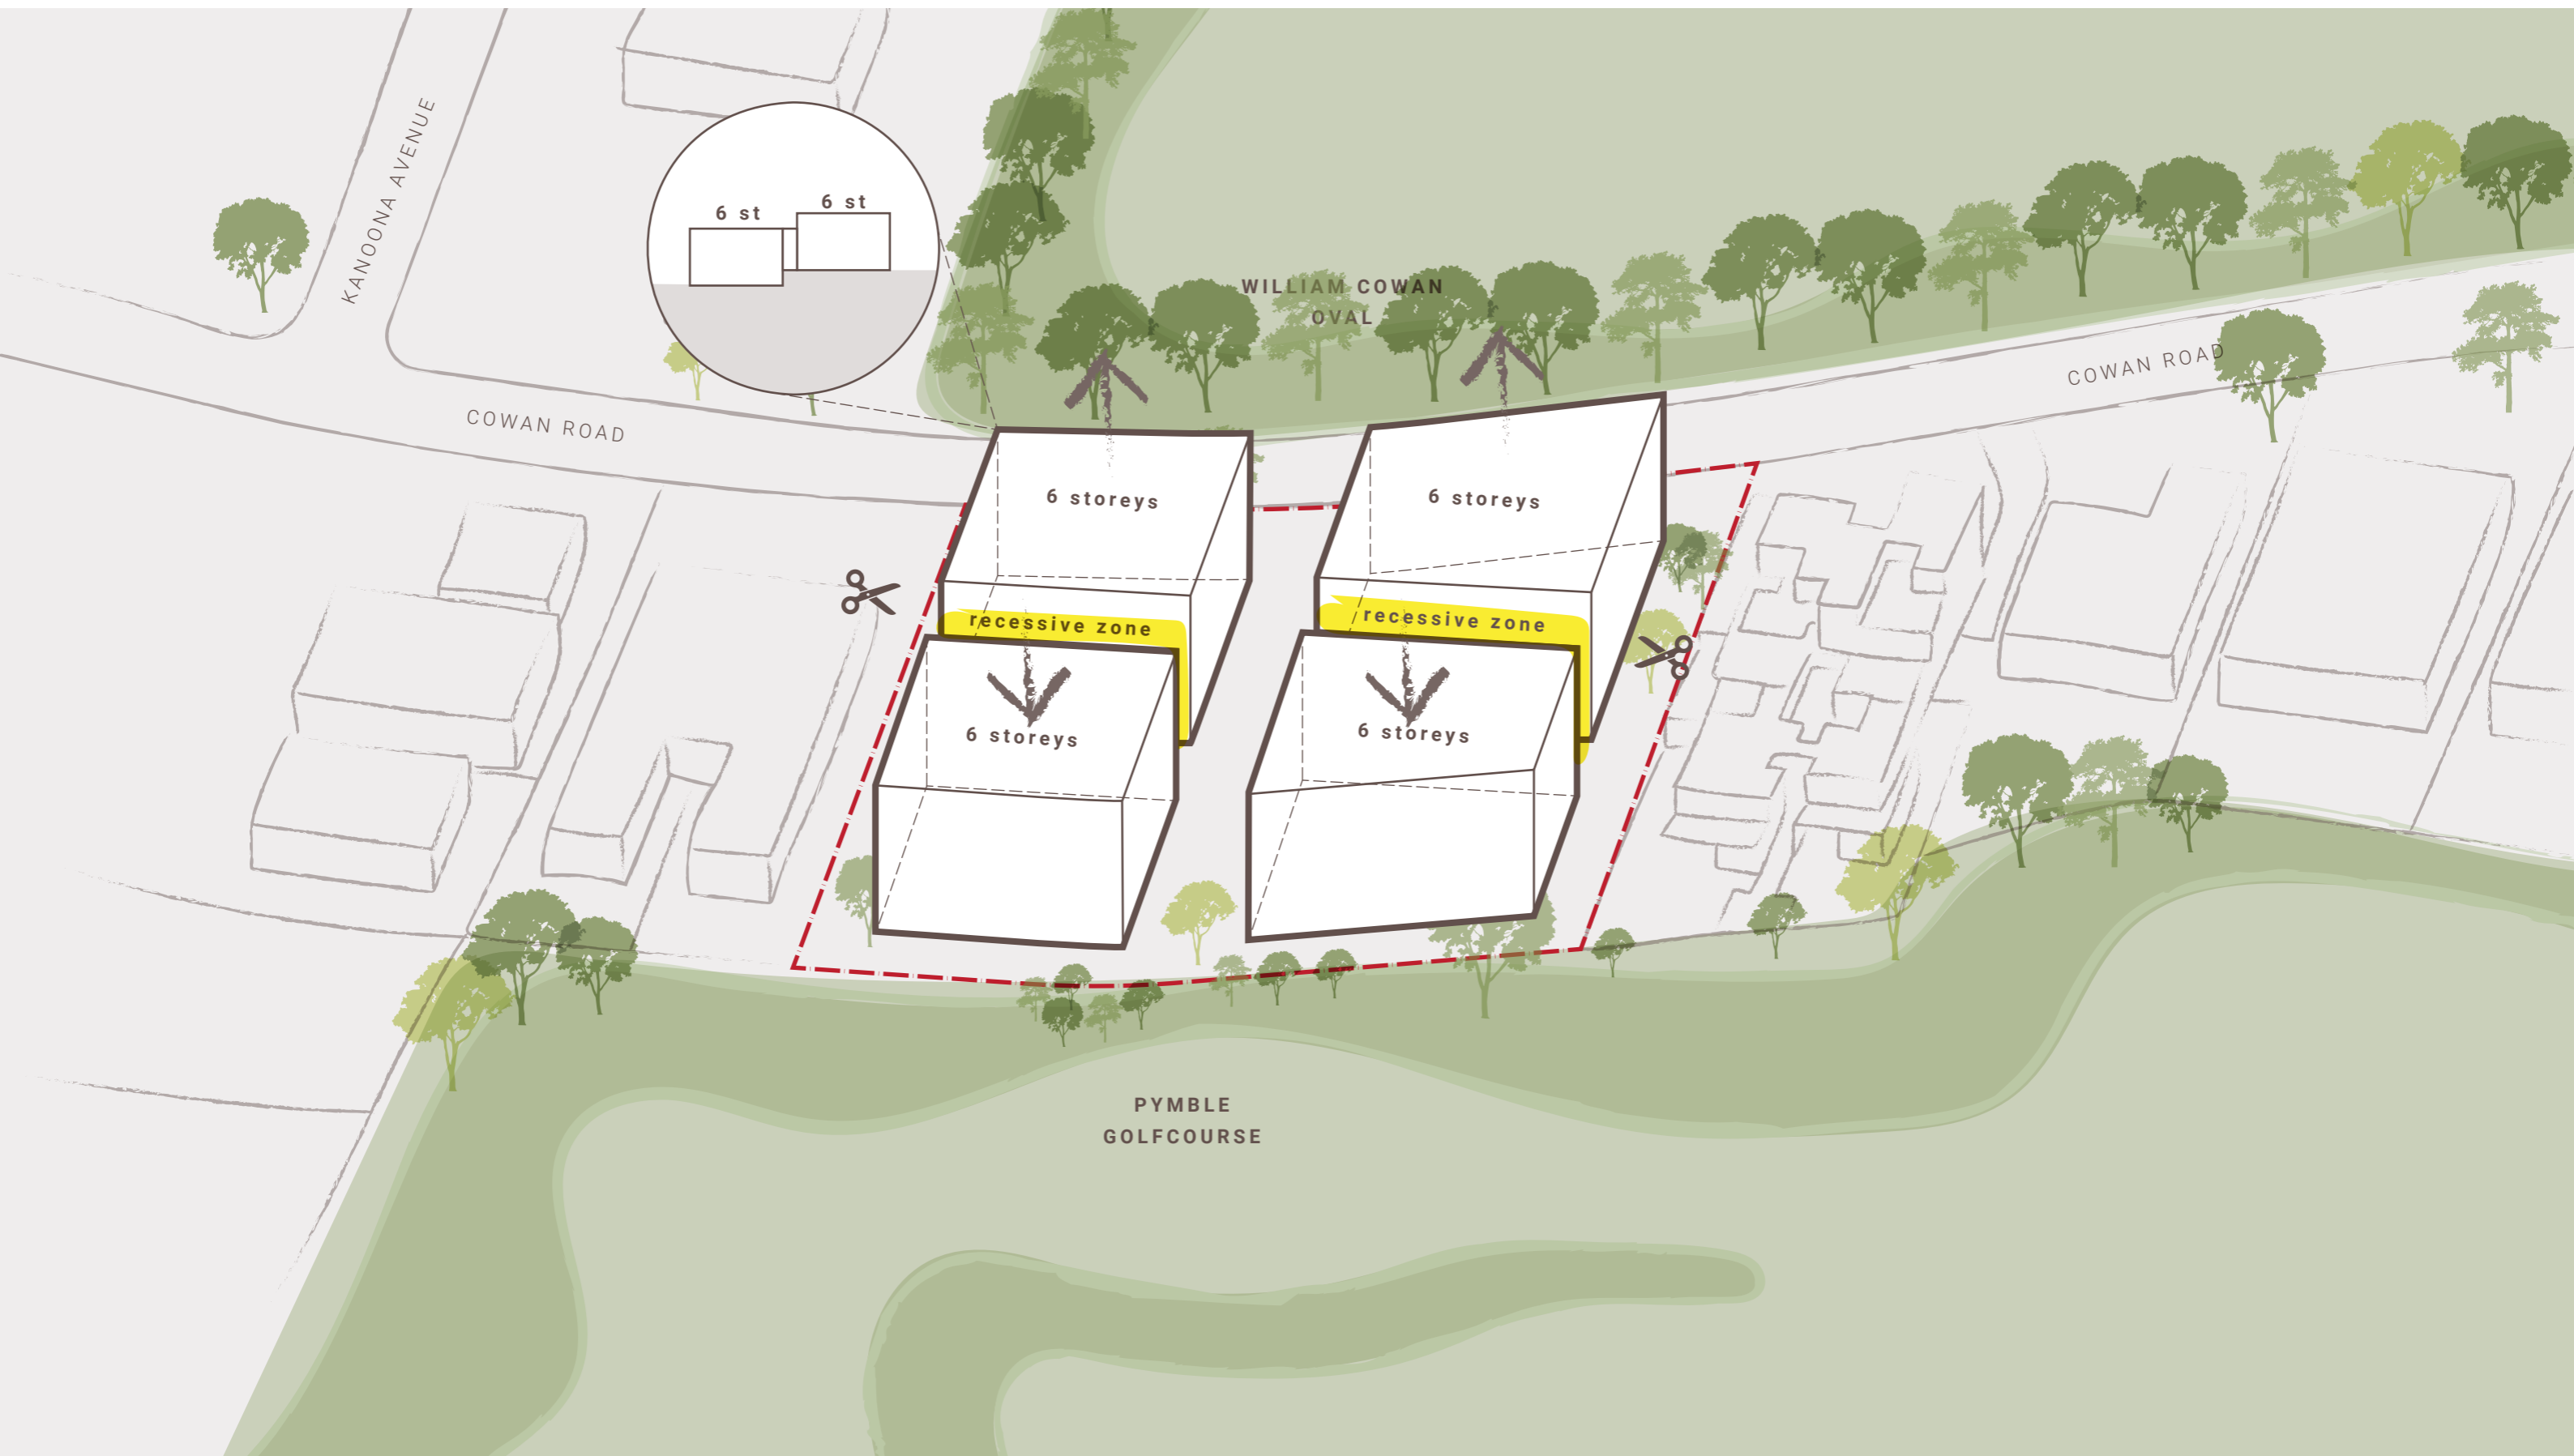 KANOONA AVENUE
6 st
6 st
WILLIAM COWAN
OVAL
COWAN ROAD
COWAN ROAD
6 storeys
6 storeys
recessive zone
recessive zone
6 storeys
6 storeys
PYMBLE
GOLFCOURSE